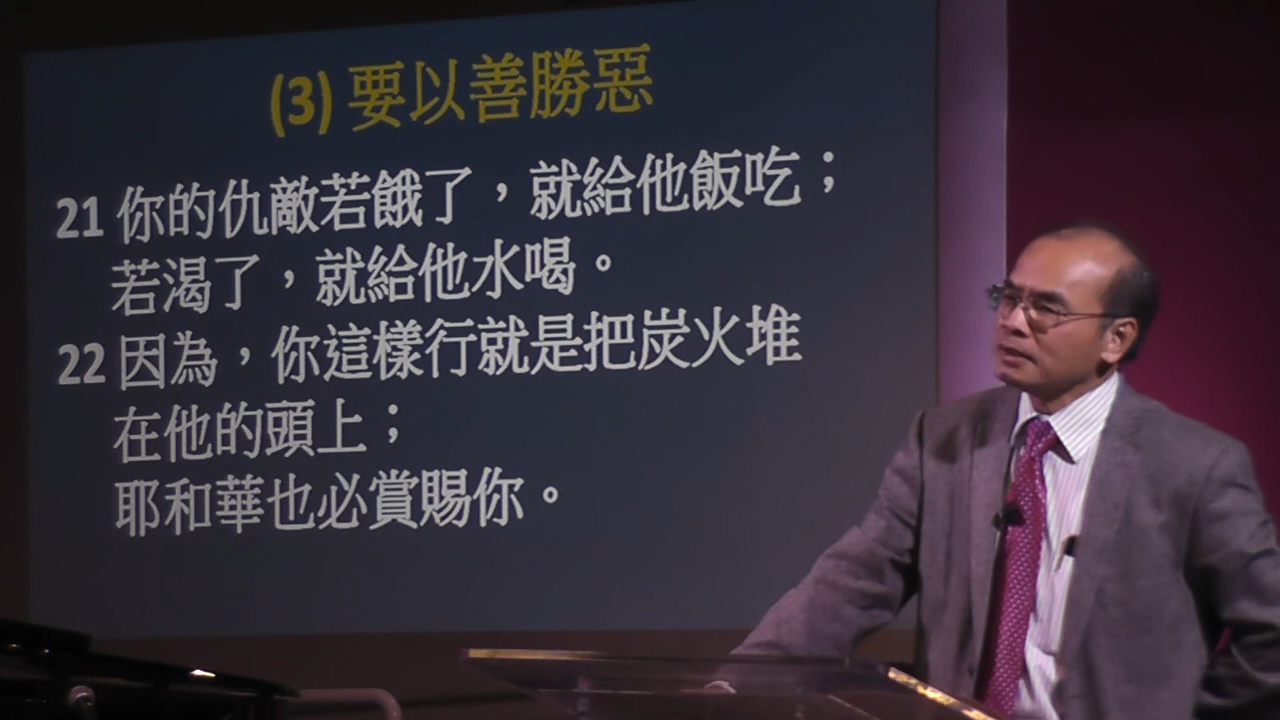 (3) 要以善勝惡
21 你的仇敵若餓了，就給他飯吃；
若渴了，就給他水喝。
22 因為，你這樣行就是把炭火堆
在他的頭上；
耶和華也必賞賜你。